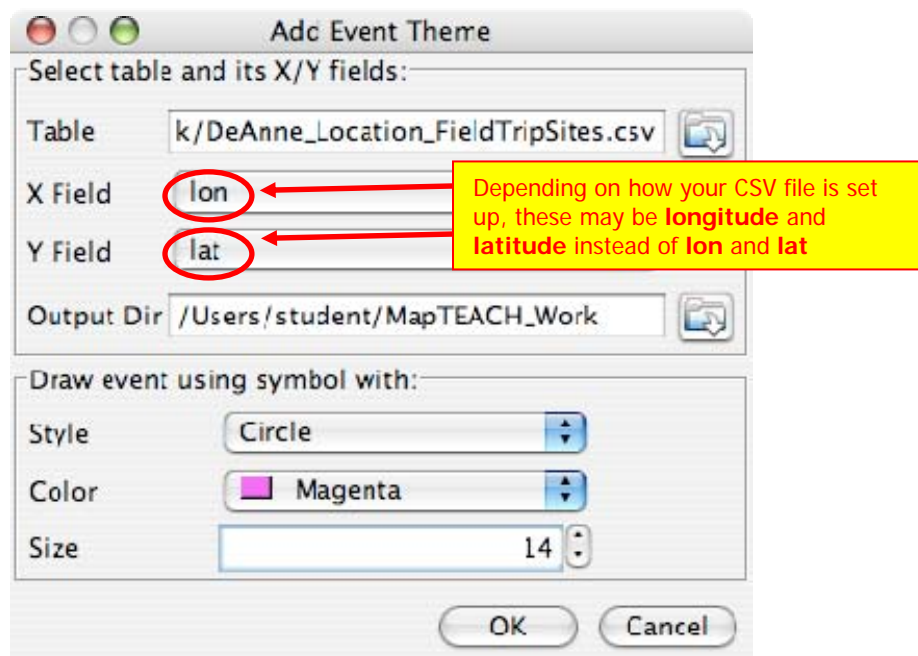 Add Event Theme
Select table and its X/Y fields:
Table k/DeAnne_Location_FieldTripSites.csv
X Field lon
Depending on how your CSV file is set
up, these may be longitude and
latitude instead of lon and lat
Y Field lat
Output Dir /Users/student/MapTEACH_Work
Draw event using symbol with:
Style Circle
Color Magenta
Size 14
OK Cancel